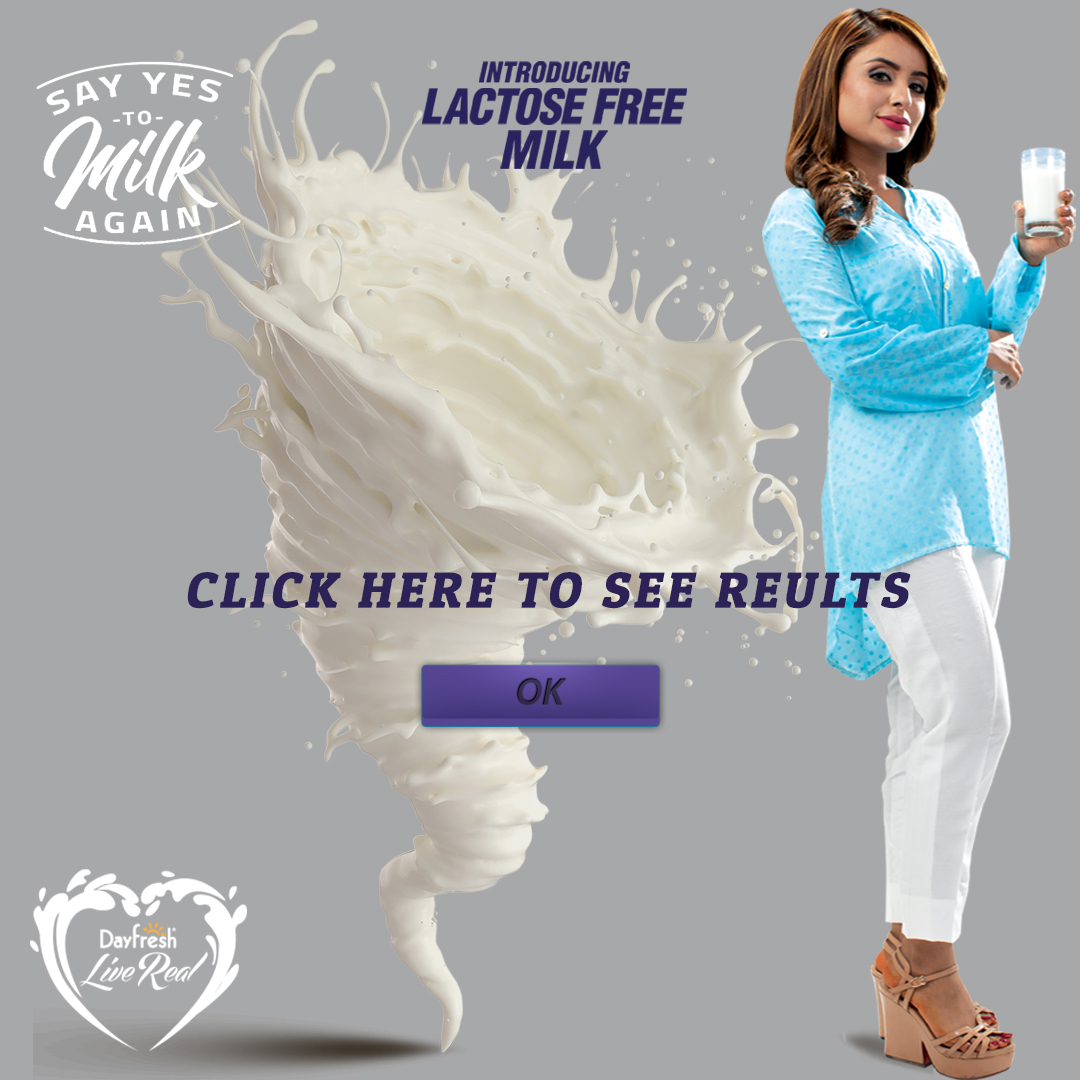 SAY YES
-TO-
Milk
AGAIN
INTRODUCING
LACTOSE FREE
MILK
CLICK HERE TO SEE REULTS
OK
Dayfresh
Live Real